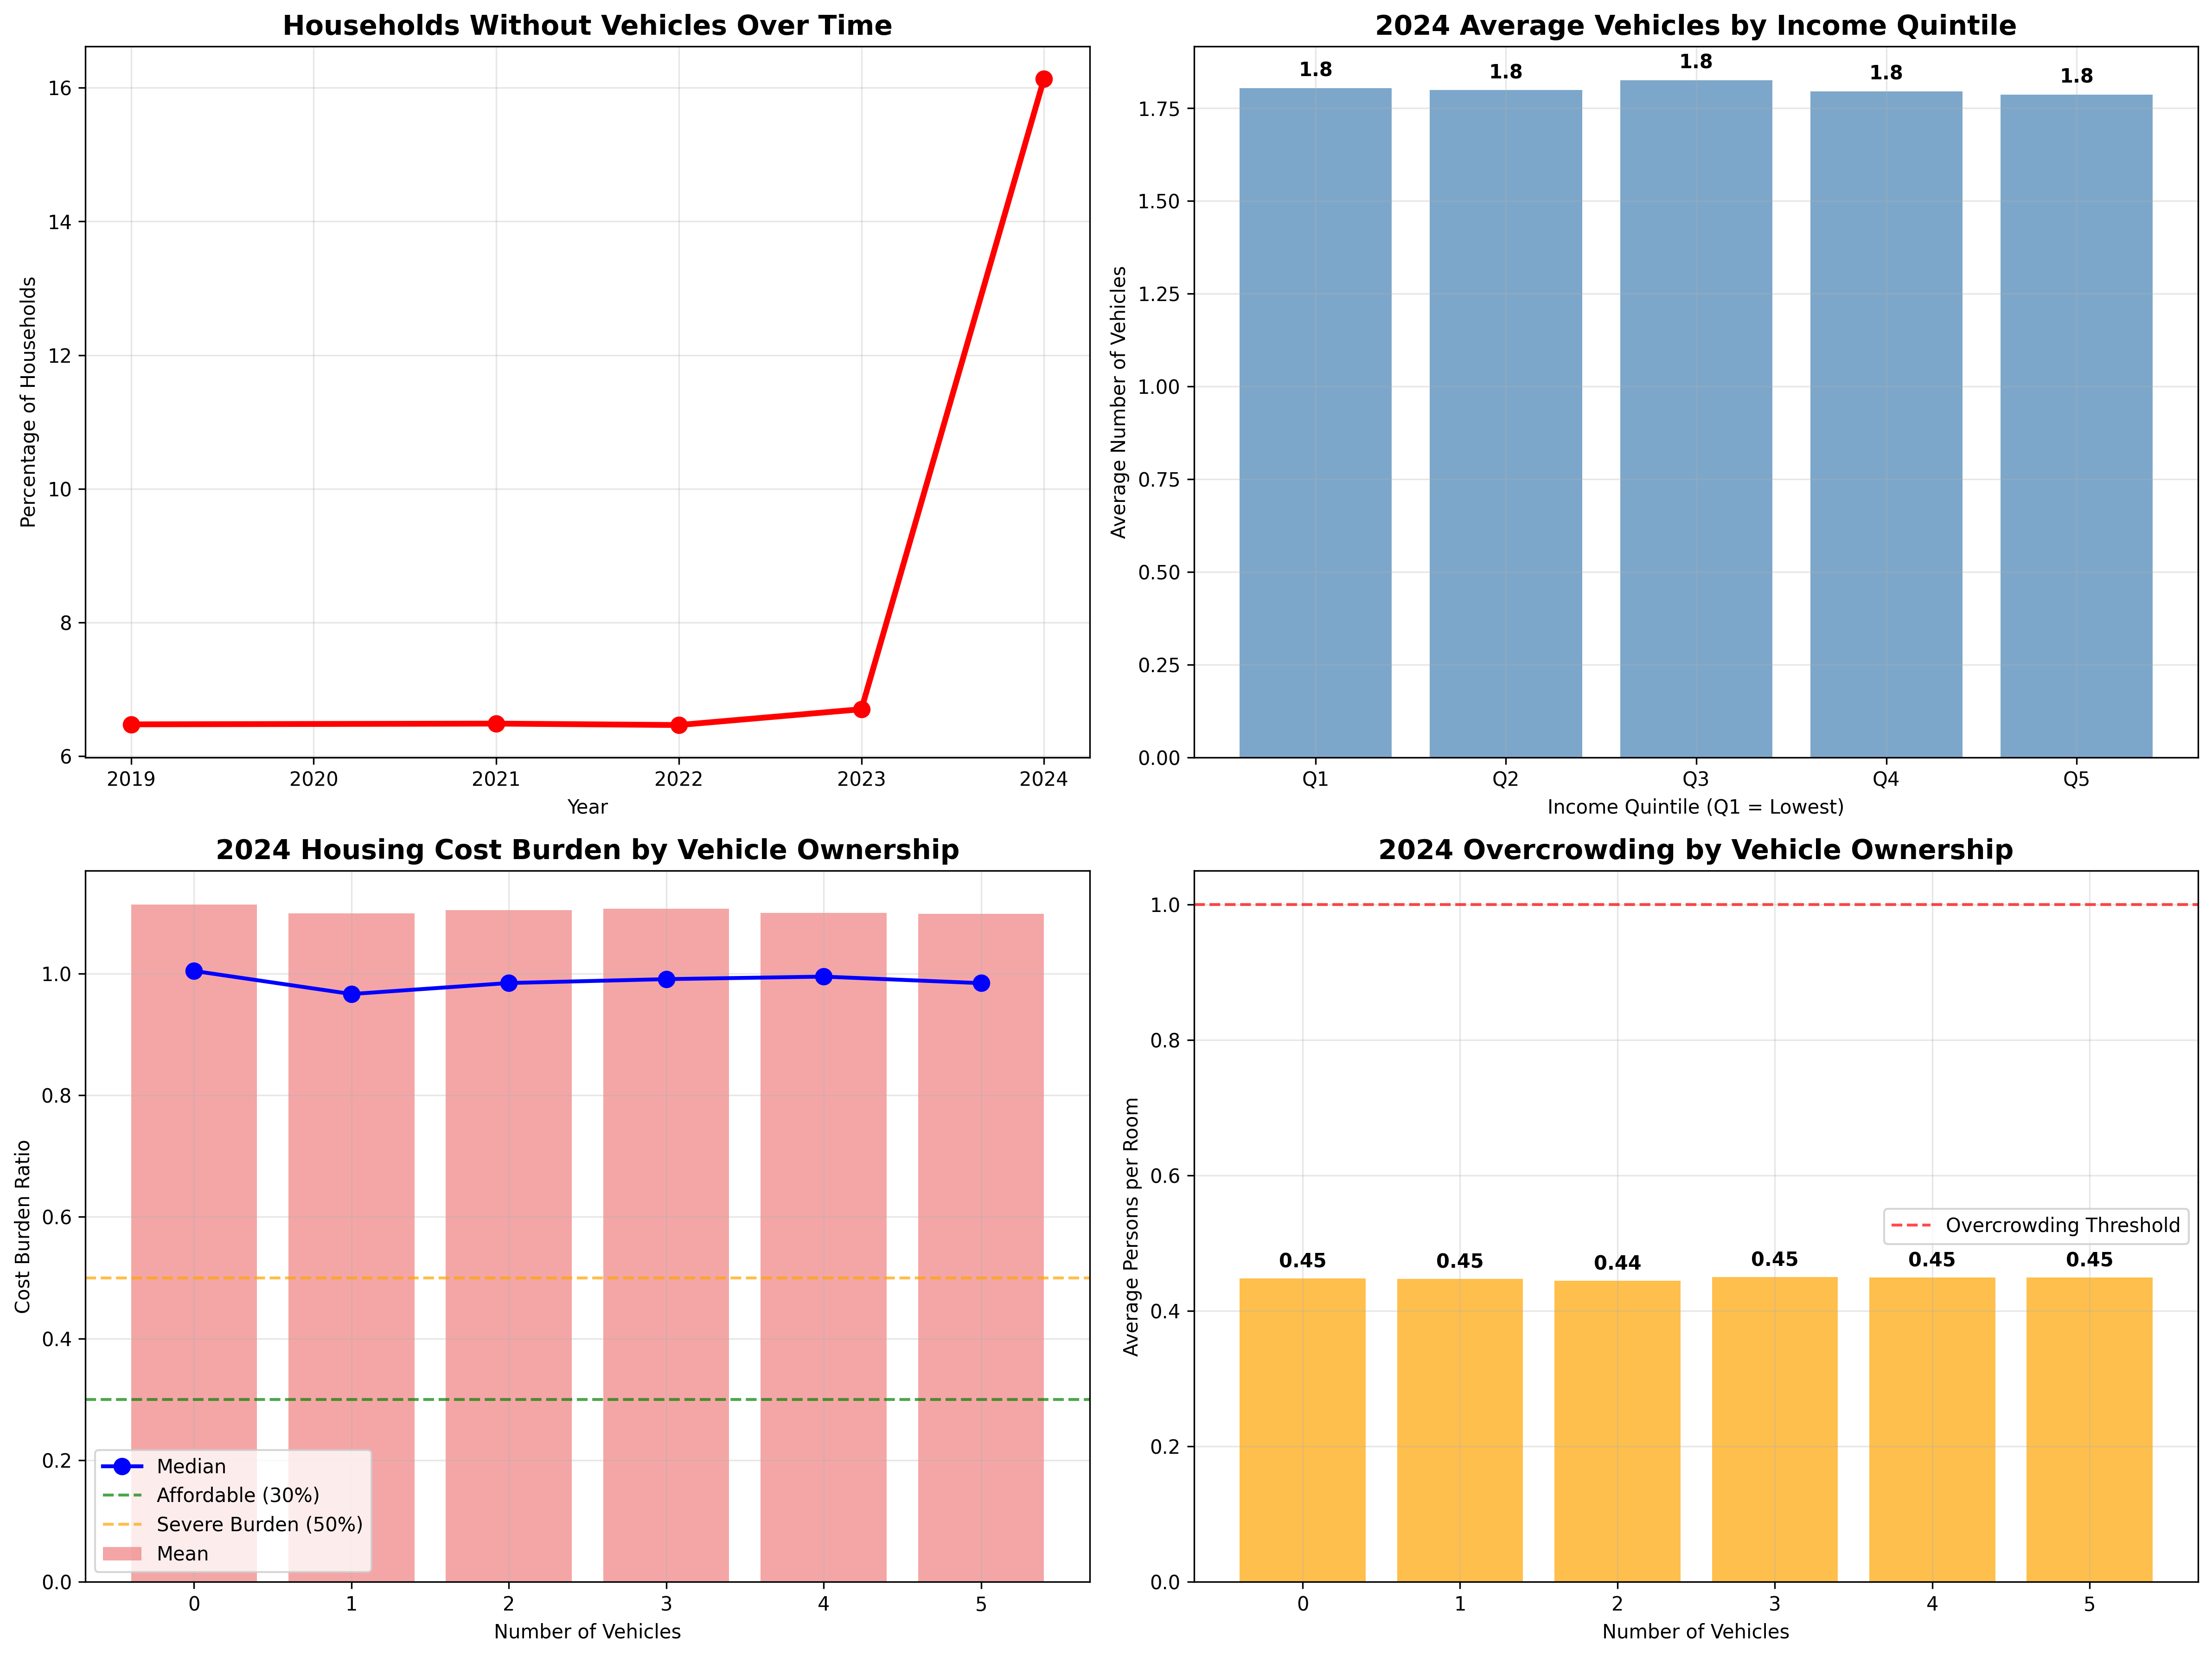 Households Without Vehicles Over Time
16
14
12
10
8
6
Percentage of Households
2019 2020 2021 2022 2023 2024
Year
2024 Average Vehicles by Income Quintile
1.8 1.8 1.8 1.8 1.8
1.75
1.50
1.25
1.00
0.75
0.50
0.25
0.00
Average Number of Vehicles
Q1 Q2 Q3 Q4 Q5
Income Quintile (Q1 = Lowest)
2024 Housing Cost Burden by Vehicle Ownership
1.0
0.8
0.6
0.4
0.2
0.0
Cost Burden Ratio
Median
Affordable (30%)
Severe Burden (50%)
Mean
0 1 2 3 4 5
Number of Vehicles
2024 Overcrowding by Vehicle Ownership
1.0
0.8
0.6
0.4
0.2
0.0
Average Persons per Room
Overcrowding Threshold
0.45 0.45 0.44 0.45 0.45 0.45
0 1 2 3 4 5
Number of Vehicles